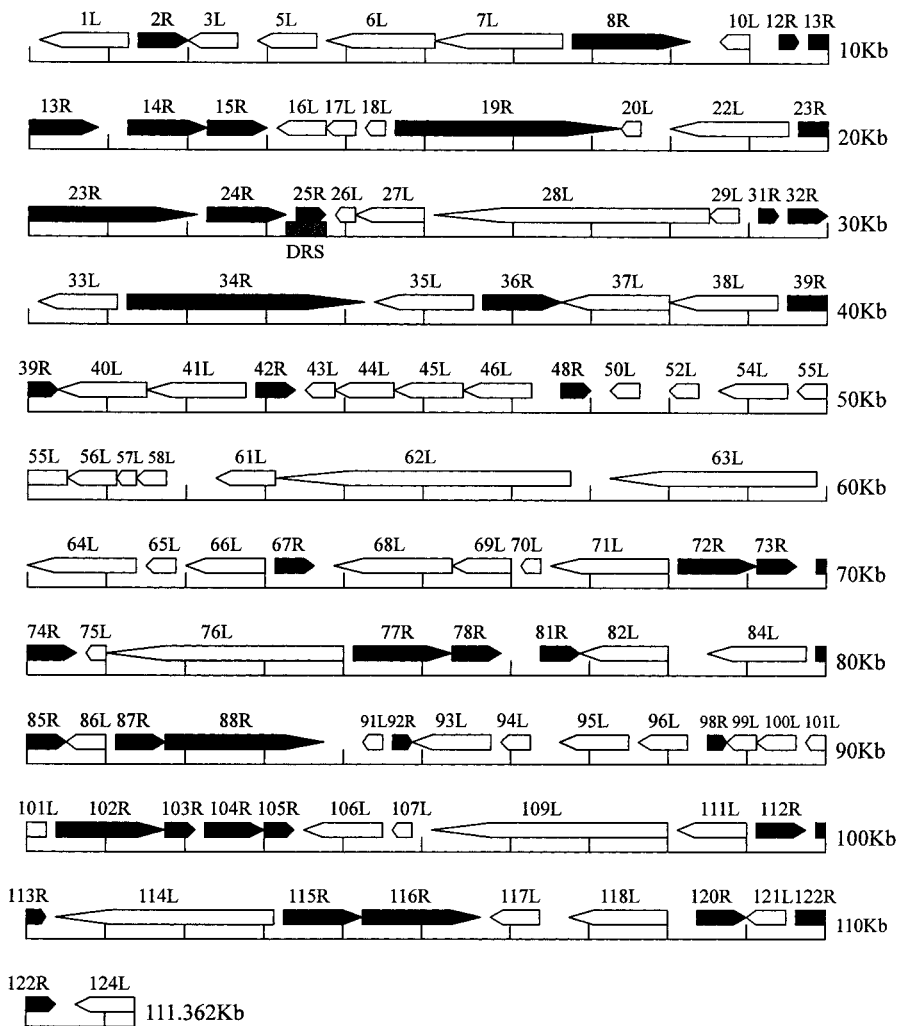 1L 2R 3L 5L 6L 7L 8R 10L 12R 13R
10Kb
13R 14R 15R 16L 17L 18L 19R 20L 22L 23R
20Kb
23R 24R 25R 26L 27L 28L 29L 31R 32R
30Kb
DRS
33L 34R 35L 36R 37L 38L 39R
40Kb
39R 40L 41L 42R 43L 44L 45L 46L 48R 50L 52L 54L 55L
50Kb
55L 56L 57L 58L 61L 62L 63L
60Kb
64L 65L 66L 67R 68L 69L 70L 71L 72R 73R
70Kb
74R 75L 76L 77R 78R 81R 82L 84L
80Kb
85R 86L 87R 88R 91L 92R 93L 94L 95L 96L 98R 99L 100L 101L
90Kb
101L 102R 103R 104R 105R 106L 107L 109L 111L 112R
100Kb
113R 114L 115R 116R 117L 118L 120R 121L 122R
110Kb
122R 124L
111.362Kb